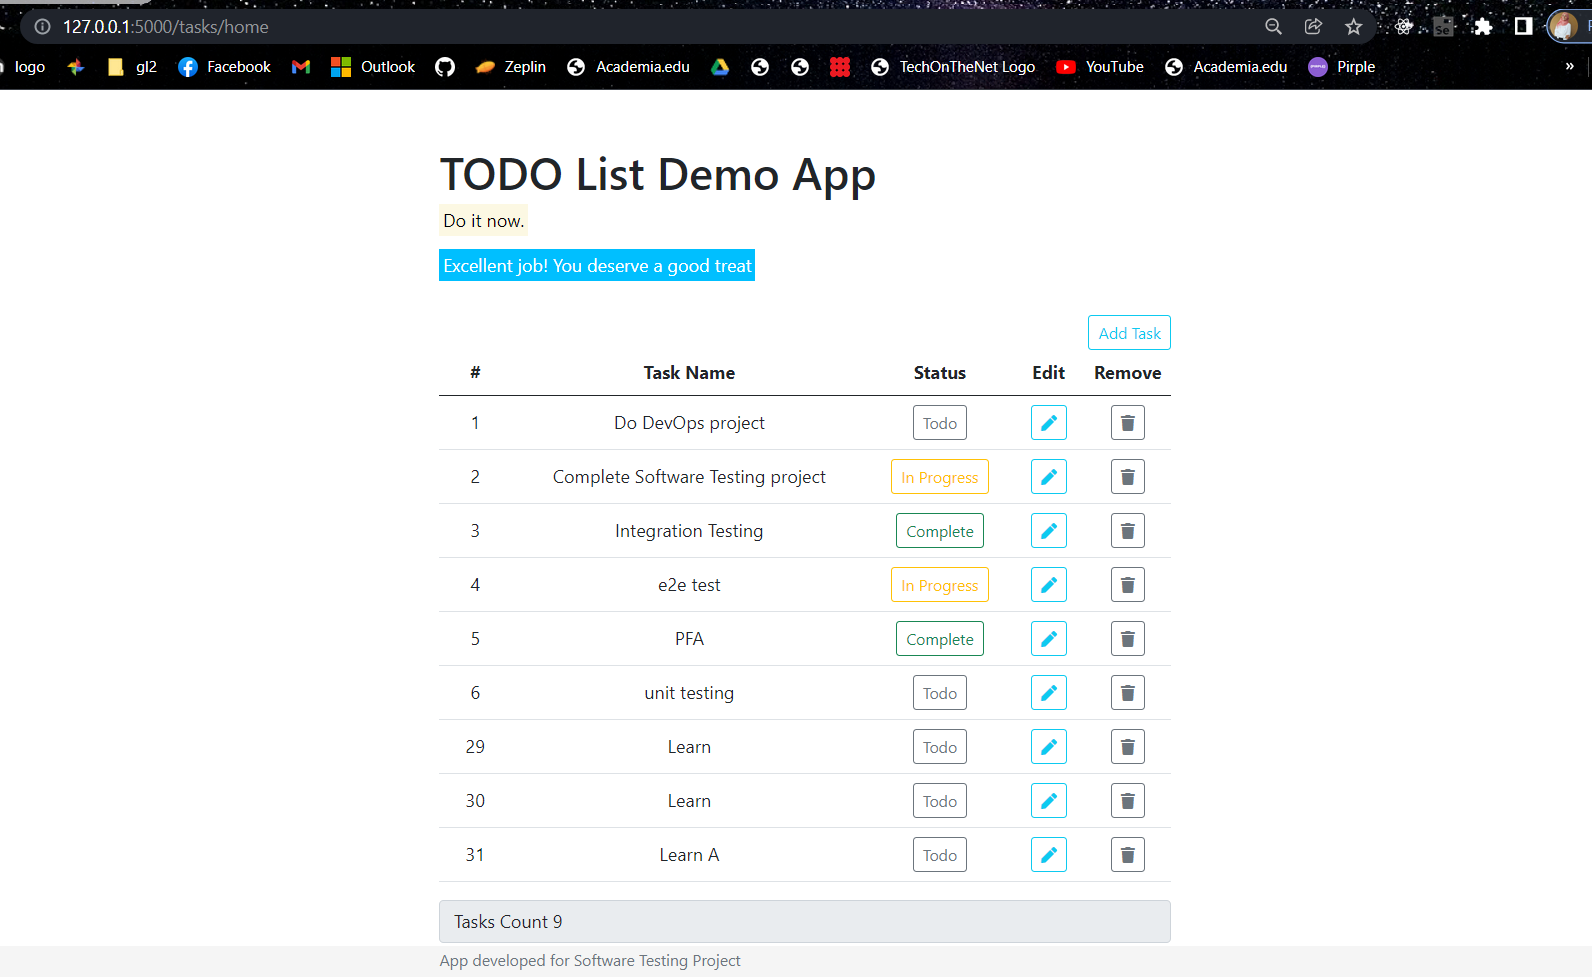 127.0.0.1:5000/tasks/home
logo gl2 Facebook Outlook Zeplin Academia.edu TechOnTheNet Logo YouTube Academia.edu Pirple »
TODO List Demo App
Do it now.
Excellent job! You deserve a good treat
Add Task
# Task Name Status Edit Remove
1 Do DevOps project Todo
2 Complete Software Testing project In Progress
3 Integration Testing Complete
4 e2e test In Progress
5 PFA Complete
6 unit testing Todo
29 Learn Todo
30 Learn Todo
31 Learn A Todo
Tasks Count 9
App developed for Software Testing Project